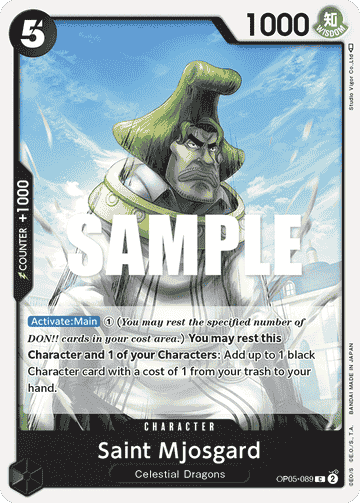 5
1000
知
WISDOM
Studio Vigor Co.,Ltd
COUNTER +1000
SAMPLE
Activate:Main ① (You may rest the specified number of
DON!! cards in your cost area.) You may rest this
Character and 1 of your Characters: Add up to 1 black
Character card with a cost of 1 from your trash to your
hand.
CHARACTER
Saint Mjosgard
Celestial Dragons
OP05-089 C 2
©E.O./S. ©E.O./S., T.A. BANDAI MADE IN JAPAN